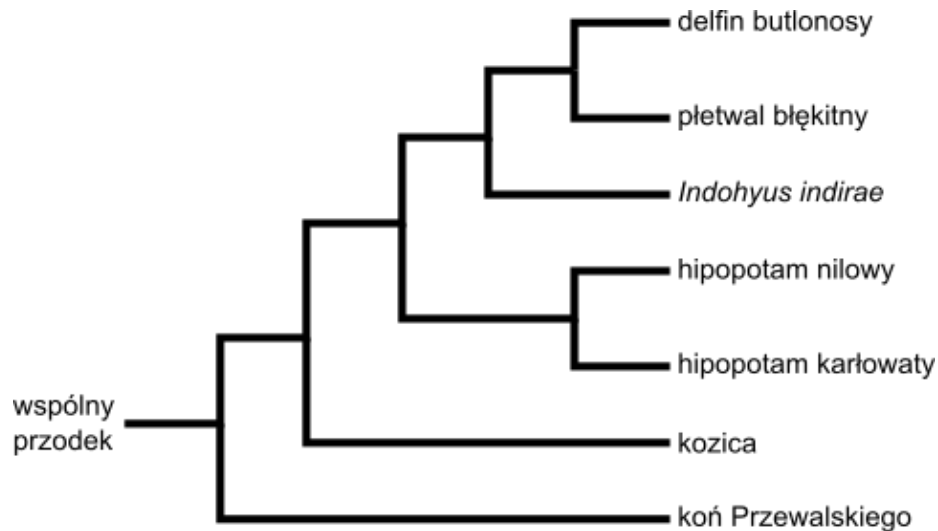 delfin butlonosy
płetwal błękitny
Indohyus indirae
hipopotam nilowy
hipopotam karłowaty
wspólny
przodek
kozica
koń Przewalskiego